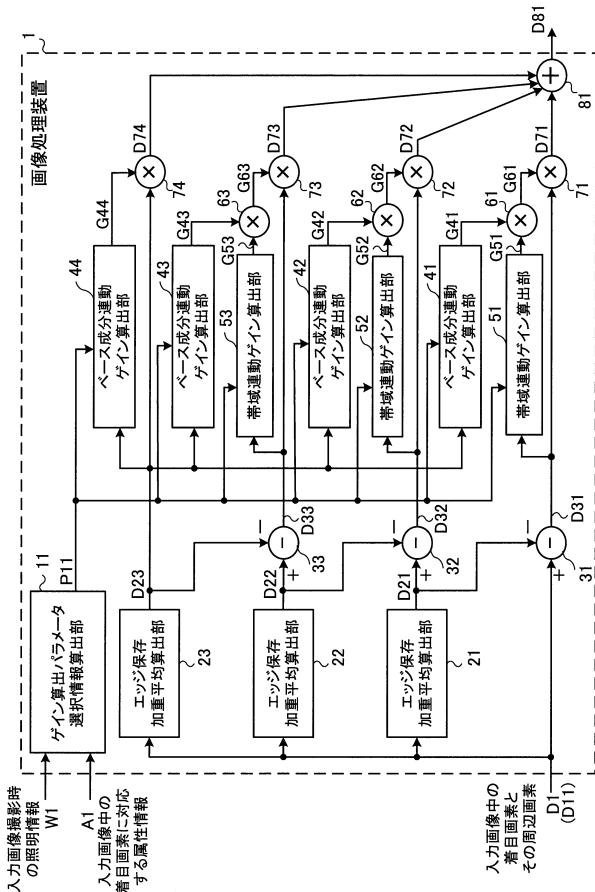 1
画像処理装置
入力画像撮影時
の照明情報
W1
A1
入力画像中の
着目画素に対応
する属性情報
11
ゲイン算出パラメータ
選択情報算出部
P11
エッジ保存
加重平均算出部
23
D23
44
ベース成分連動
ゲイン算出部
G44
74
D74
43
ベース成分連動
ゲイン算出部
G43
53
帯域連動ゲイン算出部
G53
63
G63
73
D73
エッジ保存
加重平均算出部
22
D22
33
D33
42
ベース成分連動
ゲイン算出部
G42
52
帯域連動ゲイン算出部
G52
62
G62
72
D72
エッジ保存
加重平均算出部
21
D21
32
D32
41
ベース成分連動
ゲイン算出部
G41
51
帯域連動ゲイン算出部
G51
61
G61
71
D71
入力画像中の
着目画素と
その周辺画素
D1
(D11)
31
D31
81
D81